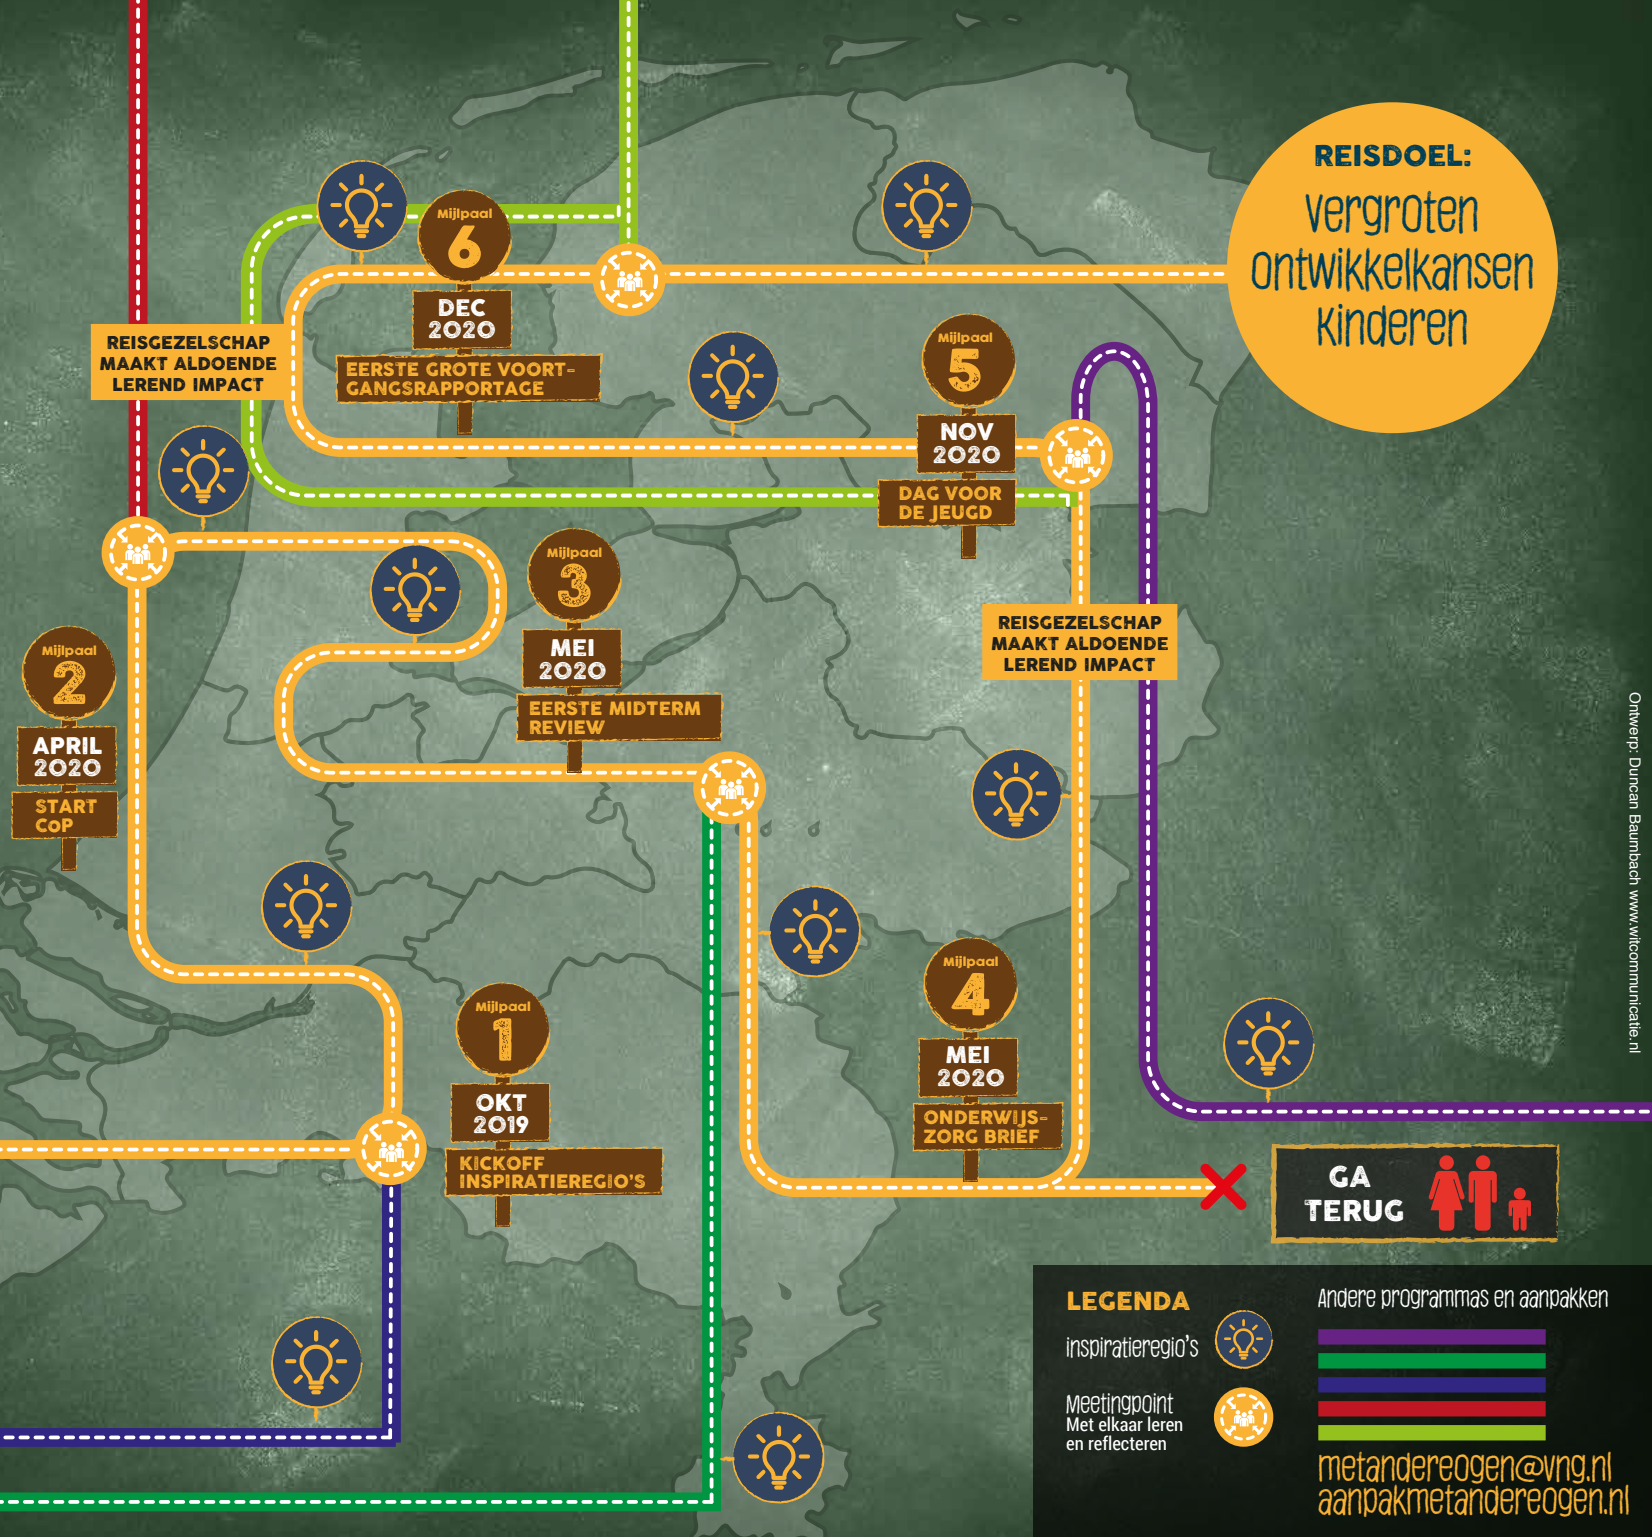 REISDOEL:
Vergroten
ontwikkelkansen
kinderen
Mijlpaal
6
DEC
2020
EERSTE GROTE VOORT-
GANGSRAPPORTAGE
REISGEZELSCHAP
MAAKT ALDOENDE
LEREND IMPACT
Mijlpaal
5
NOV
2020
DAG VOOR
DE JEUGD
Mijlpaal
3
MEI
2020
EERSTE MIDTERM
REVIEW
REISGEZELSCHAP
MAAKT ALDOENDE
LEREND IMPACT
Mijlpaal
2
APRIL
2020
START
CoP
Mijlpaal
4
MEI
2020
ONDERWIJS-
ZORG BRIEF
Mijlpaal
1
OKT
2019
KICKOFF
INSPIRATIEREGIO'S
GA
TERUG
Ontwerp: Duncan Baumbach www.witcommunicatie.nl
LEGENDA
inspiratieregio's
Meetingpoint
Met elkaar leren
en reflecteren
Andere programmas en aanpakken
metandereogen@vng.nl
aanpakmetandereogen.nl